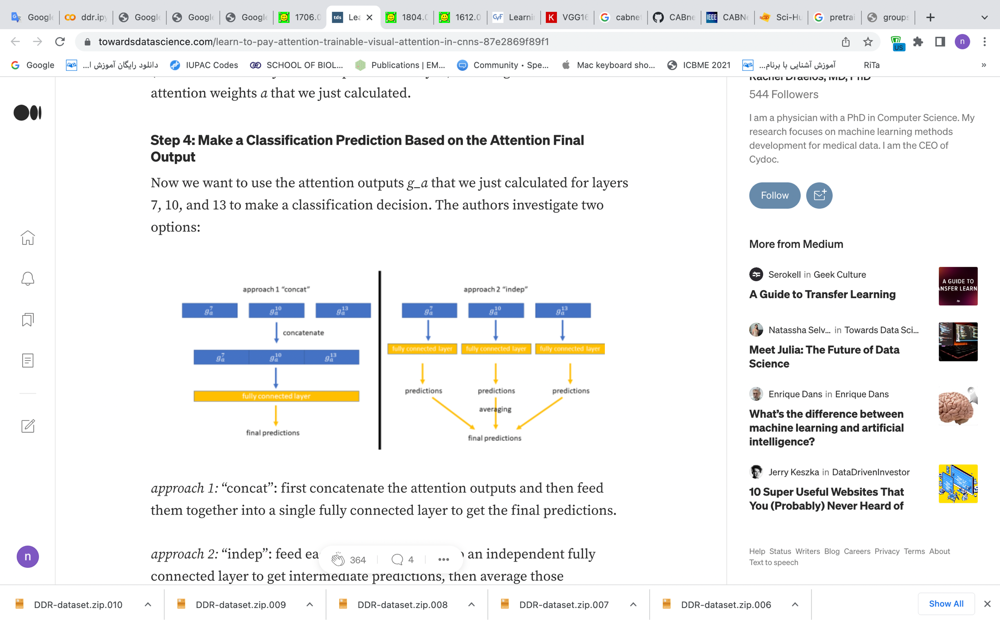 Google
ddr.ipy
Google
Google
Google
1706.0
tds
Lea
1804.0
1612.0
CVF
Learni
K
VGG16
cabnet
CABne
IEEE
CABNe
Sci-Hu
pretrai
groups
towardsdatascience.com/learn-to-pay-attention-trainable-visual-attention-in-cnns-87e2869f89f1
US
n
Google
دانلود رایگان آموزش ا...
IUPAC Codes
SCHOOL OF BIOL...
Publications | EM...
Community • Spe...
Mac keyboard sho...
ICBME 2021
آموزش آشنایی با برنام...
RiTa
»
attention weights a that we just calculated.
Step 4: Make a Classification Prediction Based on the Attention Final
Output
Now we want to use the attention outputs g_a that we just calculated for layers
7, 10, and 13 to make a classification decision. The authors investigate two
options:
approach 1 “concat”
g_a^7 g_a^10 g_a^13
concatenate
g_a^7 g_a^10 g_a^13
fully connected layer
final predictions
approach 2 “indep”
g_a^7 g_a^10 g_a^13
fully connected layer fully connected layer fully connected layer
predictions predictions predictions
averaging
final predictions
approach 1: “concat”: first concatenate the attention outputs and then feed
them together into a single fully connected layer to get the final predictions.
approach 2: “indep”: feed ea an independent fully
364
4
connected layer to get intermediate predictions, then average those
n
Rachel Draelos, MD, PhD
544 Followers
I am a physician with a PhD in Computer Science. My
research focuses on machine learning methods
development for medical data. I am the CEO of
Cydoc.
Follow
More from Medium
Serokell in Geek Culture
A Guide to Transfer Learning
A GUIDE TO
NSFER LEARN
Natassha Selv... in Towards Data Sci...
Meet Julia: The Future of Data
Science
Enrique Dans in Enrique Dans
What’s the difference between
machine learning and artificial
intelligence?
Jerry Keszka in DataDrivenInvestor
10 Super Useful Websites That
You (Probably) Never Heard of
Help Status Writers Blog Careers Privacy Terms About
Text to speech
DDR-dataset.zip.010
DDR-dataset.zip.009
DDR-dataset.zip.008
DDR-dataset.zip.007
DDR-dataset.zip.006
Show All